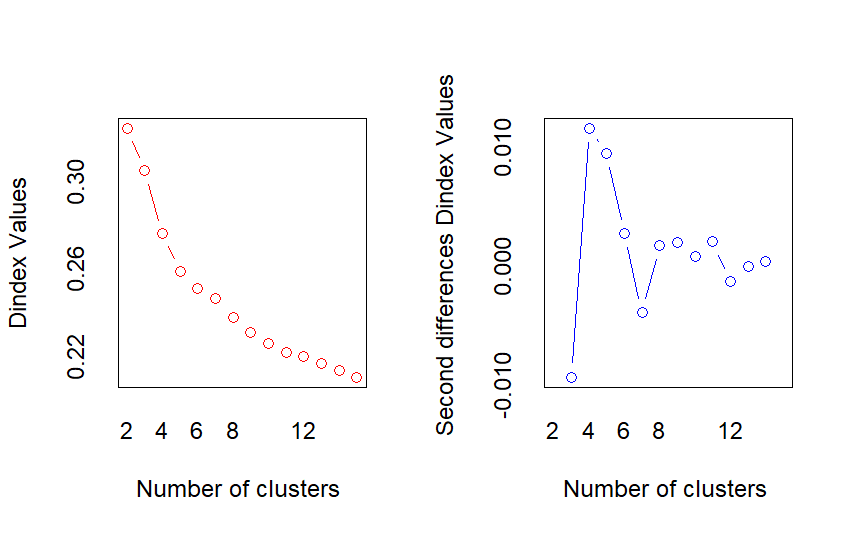 Dindex Values
0.30
0.26
0.22
2 4 6 8 12
Number of clusters
Second differences Dindex Values
0.010
0.000
-0.010
2 4 6 8 12
Number of clusters